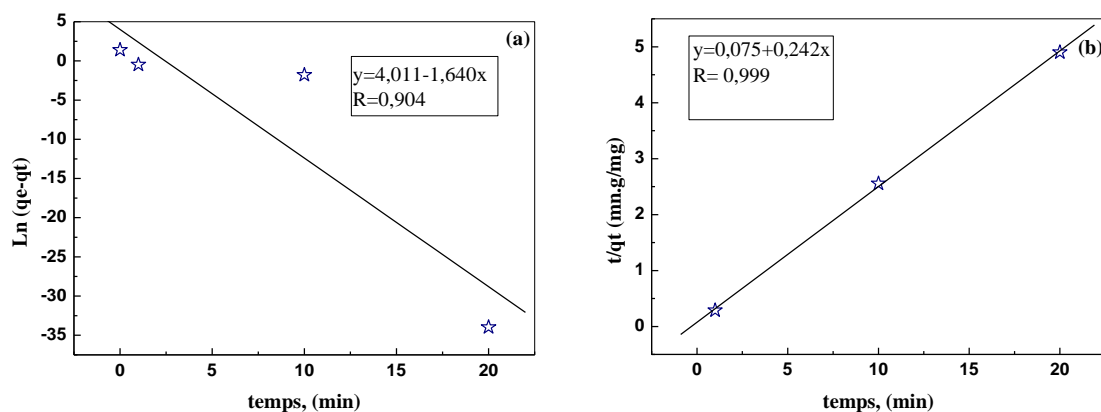 (a)
y=4,011-1,640x
R=0,904
5
0
-5
-10
-15
-20
-25
-30
-35
Ln (qe-qt)
0 5 10 15 20
temps, (min)
(b)
y=0,075+0,242x
R= 0,999
5
4
3
2
1
0
t/qt (mn.g/mg)
0 10 20
temps, (min)